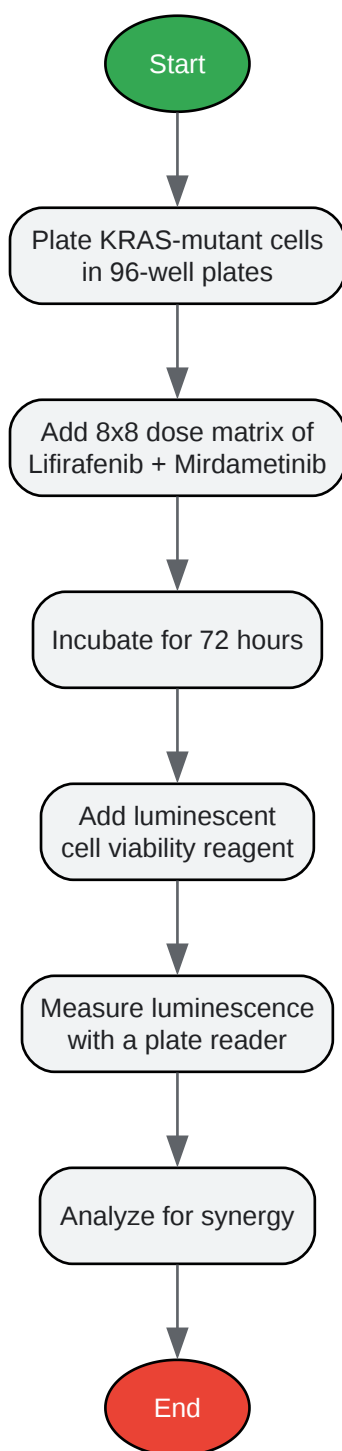 Start
Plate KRAS-mutant cells
in 96-well plates
Add 8x8 dose matrix of
Lifirafenib + Mirdametinib
Incubate for 72 hours
Add luminescent
cell viability reagent
Measure luminescence
with a plate reader
Analyze for synergy
End